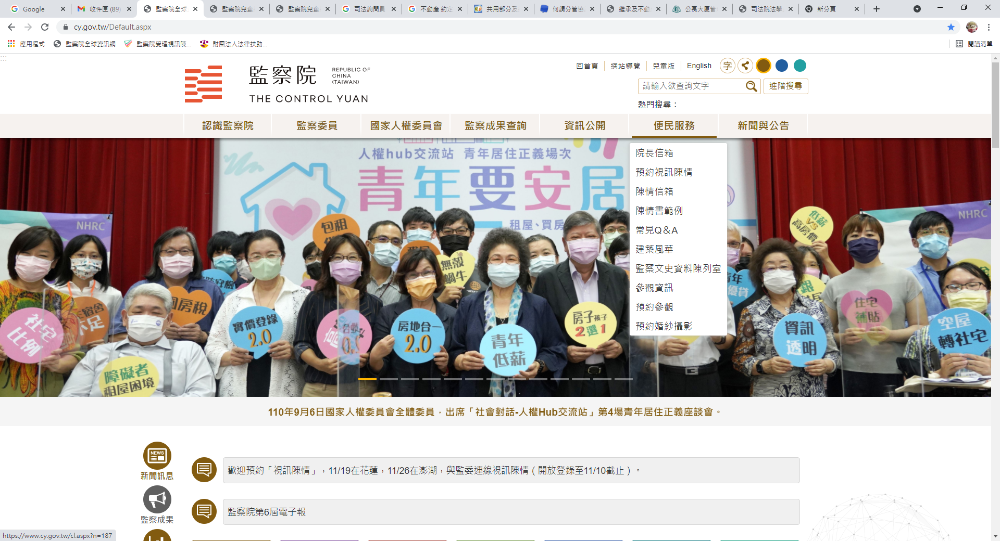 Google
收件匣 (89)
監察院全球
監察院兒童
監察院兒童
司法詢問員
不動產 約定
共用部分及
何謂分管協
繼承及不動
公寓大廈管
司法院法學
新分頁
cy.gov.tw/Default.aspx
應用程式
監察院全球資訊網
監察院受理視訊陳...
財團法人法律扶助...
閱讀清單
監察院
REPUBLIC OF
CHINA
(TAIWAN)
THE CONTROL YUAN
回首頁
網站導覽
兒童版
English
字
請輸入欲查詢文字
進階搜尋
熱門搜尋：
認識監察院
監察委員
國家人權委員會
監察成果查詢
資訊公開
便民服務
新聞與公告
院長信箱
預約視訊陳情
陳情信箱
陳情書範例
常見Q＆A
建築風華
監察文史資料陳列室
參觀資訊
預約參觀
預約婚紗攝影
人權hub交流站 青年居住正義場次
青年要安居
租屋、買房
NHRC
NHRC
包租
低薪
VS
高房價
無殼
蝸牛
社宅
比例
國房稅
實價登錄
2.0
房地合一
2.0
青年
低薪
房子孩子
2選1
資訊
透明
住宅
補貼
空屋
轉社宅
障礙者
租屋困境
110年9月6日國家人權委員會全體委員，出席「社會對話-人權Hub交流站」第4場青年居住正義座談會。
NEWS
新聞訊息
歡迎預約「視訊陳情」，11/19在花蓮，11/26在澎湖，與監委連線視訊陳情（開放登錄至11/10截止）。
監察成果
監察院第6屆電子報
https://www.cy.gov.tw/cl.aspx?n=187